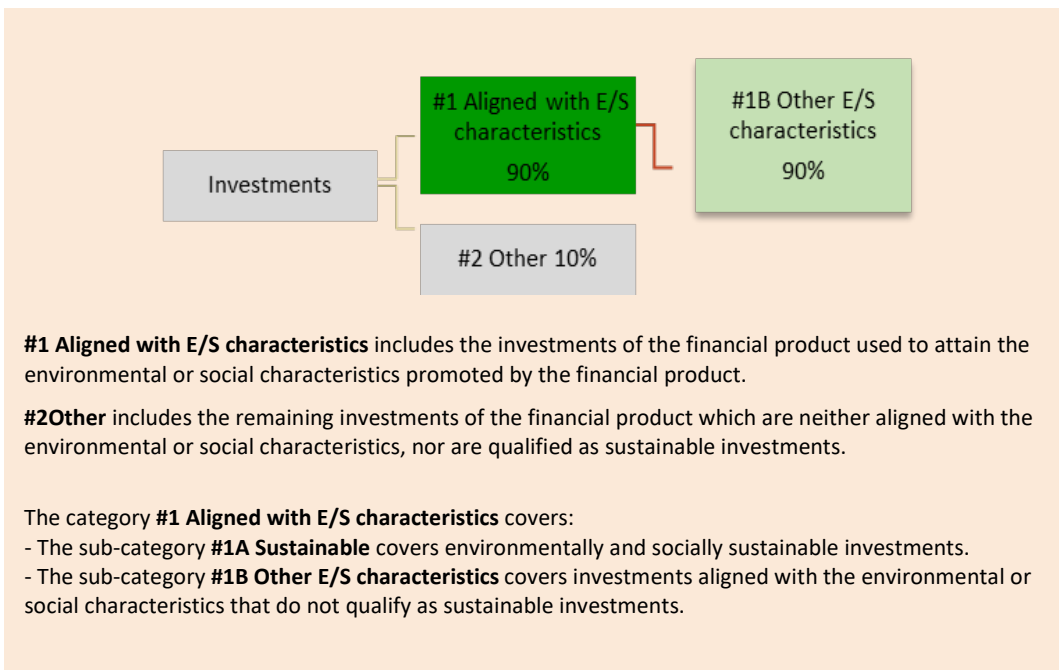 #1 Aligned with E/S
characteristics
90%
#1B Other E/S
characteristics
90%
Investments
#2 Other 10%
#1 Aligned with E/S characteristics includes the investments of the financial product used to attain the
environmental or social characteristics promoted by the financial product.
#2Other includes the remaining investments of the financial product which are neither aligned with the
environmental or social characteristics, nor are qualified as sustainable investments.
The category #1 Aligned with E/S characteristics covers:
- The sub-category #1A Sustainable covers environmentally and socially sustainable investments.
- The sub-category #1B Other E/S characteristics covers investments aligned with the environmental or
social characteristics that do not qualify as sustainable investments.